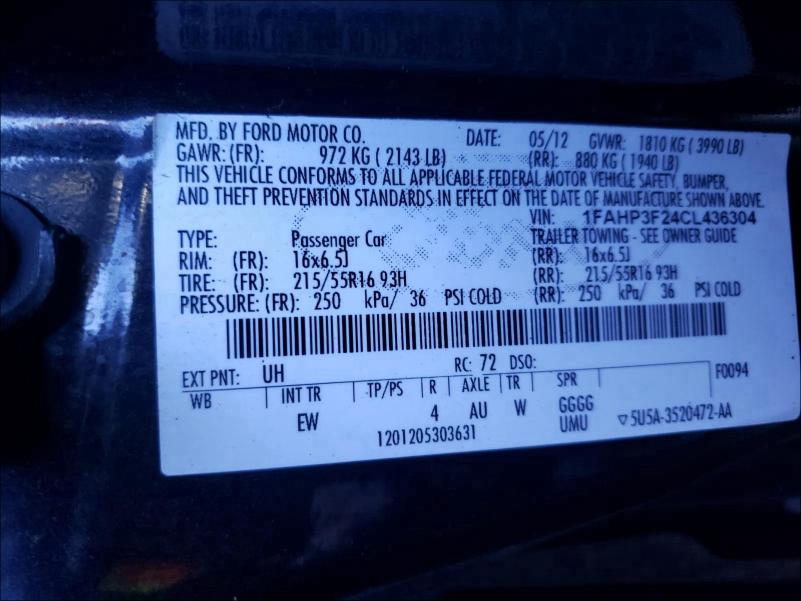 MFD. BY FORD MOTOR CO. DATE: 05/12 GVWR: 1810 KG ( 3990 LB)
GAWR: (FR): 972 KG ( 2143 LB) (RR): 880 KG ( 1940 LB)
THIS VEHICLE CONFORMS TO ALL APPLICABLE FEDERAL MOTOR VEHICLE SAFETY, BUMPER,
AND THEFT PREVENTION STANDARDS IN EFFECT ON THE DATE OF MANUFACTURE SHOWN ABOVE.
VIN: 1FAHP3F24CL436304
TYPE: Passenger Car TRAILER TOWING - SEE OWNER GUIDE
RIM: (FR): 16x6.5J (RR): 16x6.5J
TIRE: (FR): 215/55R16 93H (RR): 215/55R16 93H
PRESSURE: (FR): 250 kPa/ 36 PSI COLD (RR): 250 kPa/ 36 PSI COLD
EXT PNT: UH RC: 72 DSO: F0094
WB INT TR TP/PS R AXLE TR SPR
EW 4 AU W GGGG
UMU ▽ 5U5A-3520472-AA
1201205303631